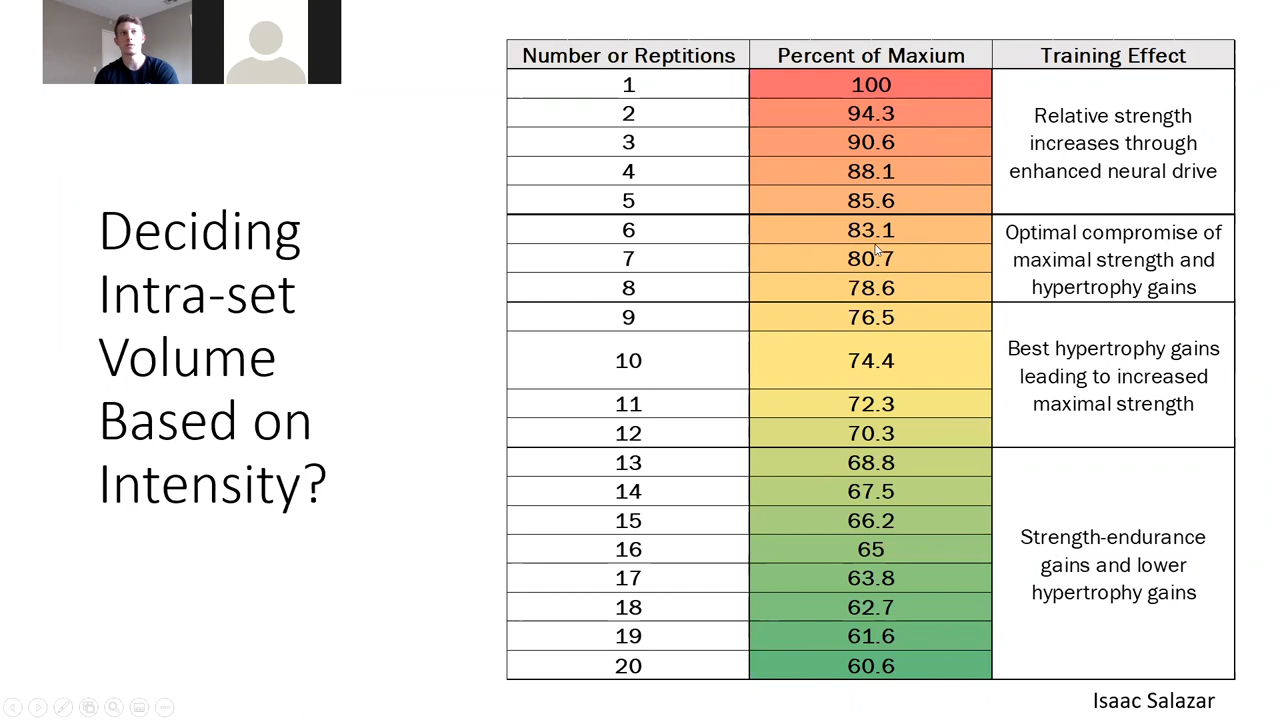 Deciding
Intra-set
Volume
Based on
Intensity?
Number or Reptitions Percent of Maxium Training Effect
1 100
2 94.3
3 90.6
4 88.1
5 85.6
Relative strength
increases through
enhanced neural drive
6 83.1
7 80.7
8 78.6
Optimal compromise of
maximal strength and
hypertrophy gains
9 76.5
10 74.4
11 72.3
12 70.3
Best hypertrophy gains
leading to increased
maximal strength
13 68.8
14 67.5
15 66.2
16 65
17 63.8
18 62.7
19 61.6
20 60.6
Strength-endurance
gains and lower
hypertrophy gains
Isaac Salazar